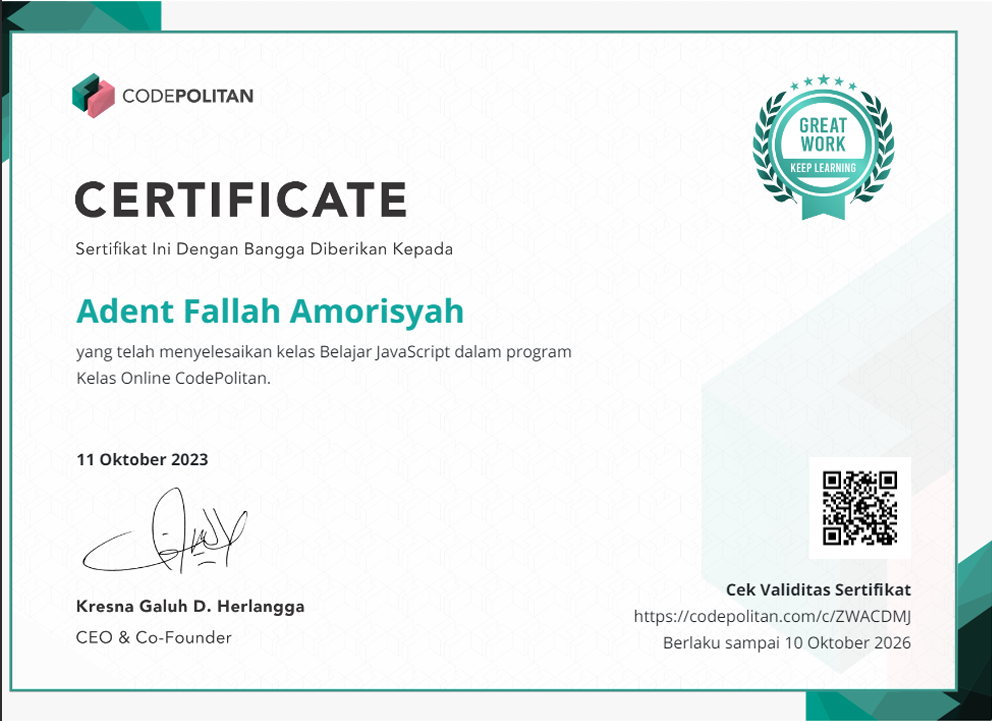 CODEPOLITAN
GREAT
WORK
KEEP LEARNING
CERTIFICATE
Sertifikat Ini Dengan Bangga Diberikan Kepada
Adent Fallah Amorisyah
yang telah menyelesaikan kelas Belajar JavaScript dalam program
Kelas Online CodePolitan.
11 Oktober 2023
Kresna Galuh D. Herlangga
CEO & Co-Founder
Cek Validitas Sertifikat
https://codepolitan.com/c/ZWACDMJ
Berlaku sampai 10 Oktober 2026